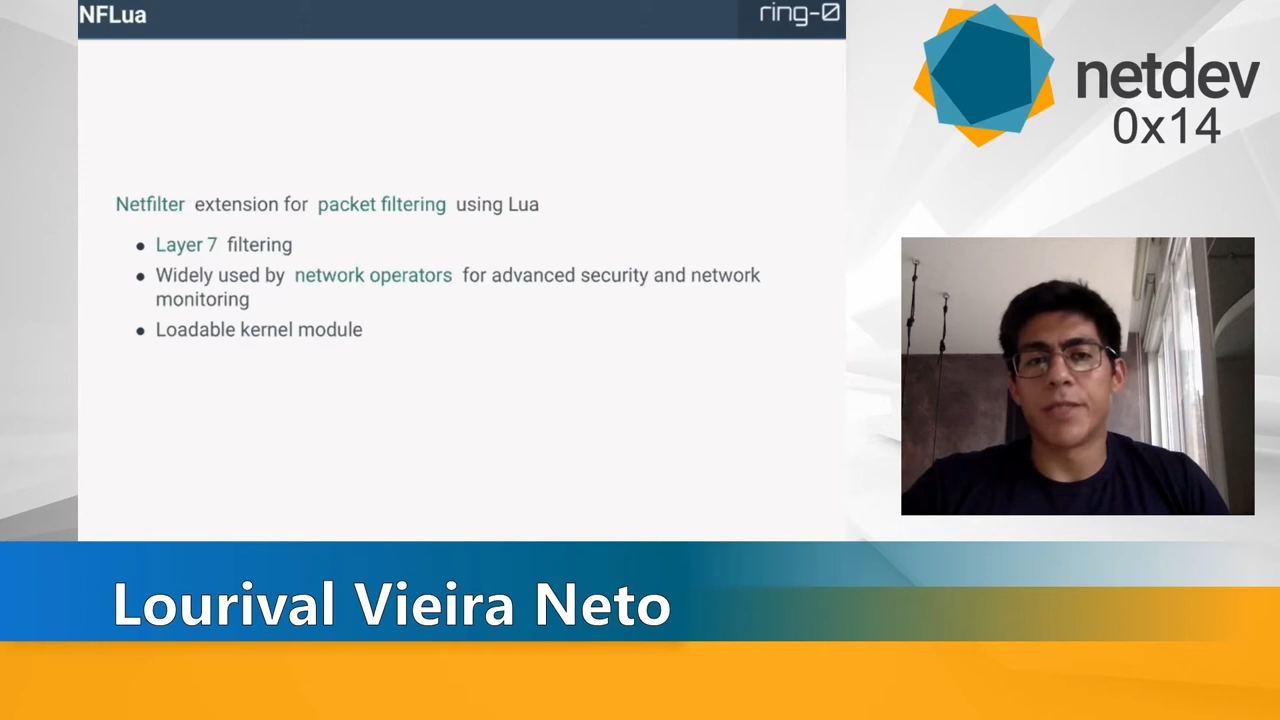 NFLua
ring-0
netdev
0x14
Netfilter extension for packet filtering using Lua
● Layer 7 filtering
● Widely used by network operators for advanced security and network
monitoring
● Loadable kernel module
Lourival Vieira Neto